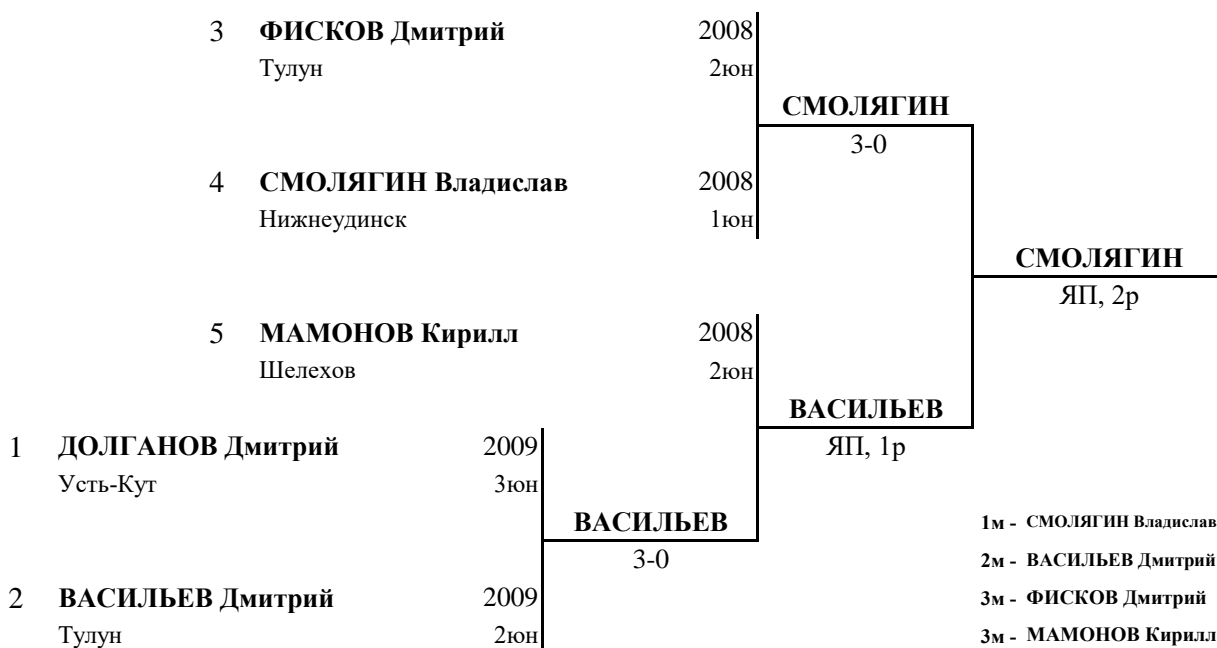 3 ФИСКОВ Дмитрий 2008
Тулун 2юн
СМОЛЯГИН
3-0
4 СМОЛЯГИН Владислав 2008
Нижнеудинск 1юн
СМОЛЯГИН
ЯП, 2р
5 МАМОНОВ Кирилл 2008
Шелехов 2юн
ВАСИЛЬЕВ
ЯП, 1р
1 ДОЛГАНОВ Дмитрий 2009
Усть-Кут 3юн
ВАСИЛЬЕВ
3-0
2 ВАСИЛЬЕВ Дмитрий 2009
Тулун 2юн
1м - СМОЛЯГИН Владислав
2м - ВАСИЛЬЕВ Дмитрий
3м - ФИСКОВ Дмитрий
3м - МАМОНОВ Кирилл